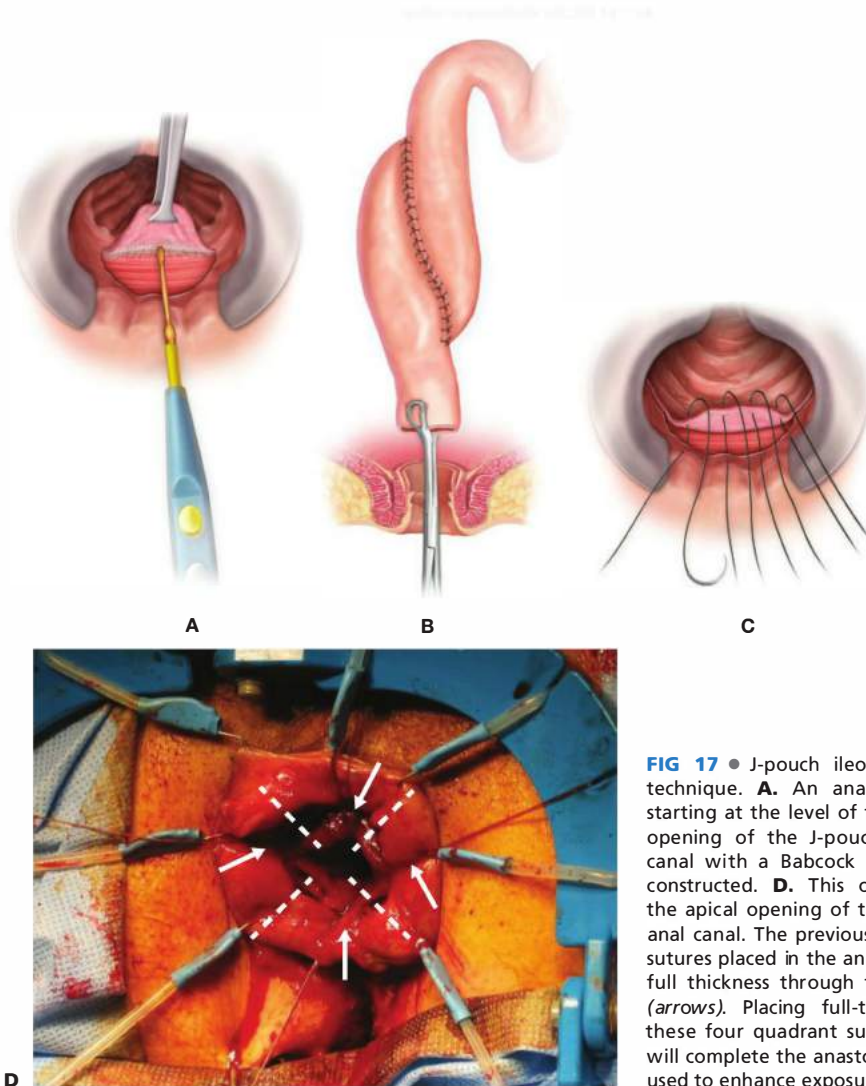 A
B
C
D
FIG 17 ● J-pouch ileo
technique. A. An ana
starting at the level of
opening of the J-pouc
canal with a Babcock
constructed. D. This
the apical opening of
anal canal. The previous
sutures placed in the an
full thickness through
(arrows). Placing full-t
these four quadrant su
will complete the anasto
used to enhance exposu